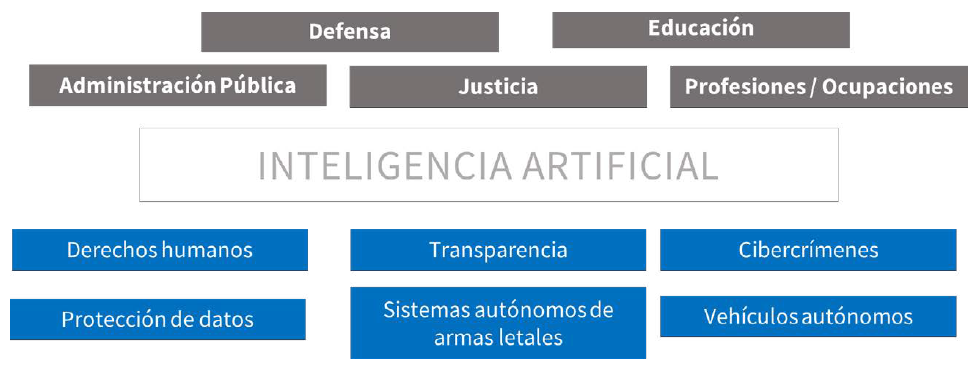 Defensa
Educación
Administración Pública
Justicia
Profesiones / Ocupaciones
INTELIGENCIA ARTIFICIAL
Derechos humanos
Transparencia
Cibercrímenes
Protección de datos
Sistemas autónomos de
armas letales
Vehículos autónomos